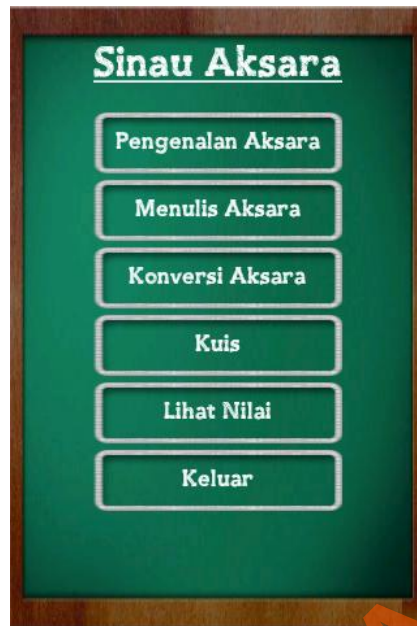 Sinau Aksara
Pengenalan Aksara
Menulis Aksara
Konversi Aksara
Kuis
Lihat Nilai
Keluar